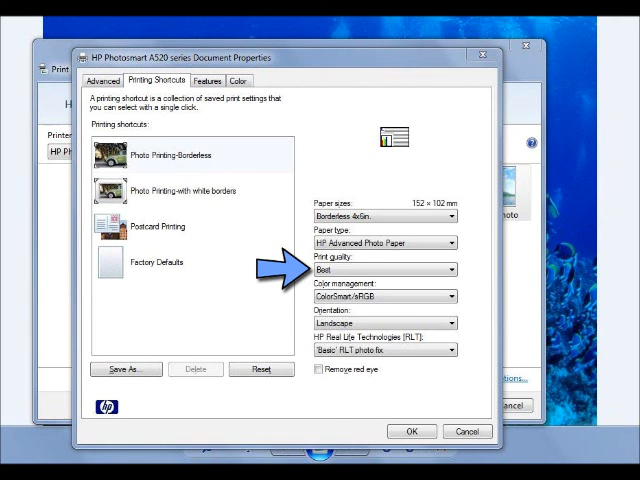 HP Photosmart A520 series Document Properties
Print
Advanced
Printing Shortcuts
Features
Color
A printing shortcut is a collection of saved print settings that
you can select with a single click.
Printing shortcuts:
Photo Printing-Borderless
Photo Printing-with white borders
Postcard Printing
Factory Defaults
Paper sizes: 152 × 102 mm
Borderless 4x6in.
Paper type:
HP Advanced Photo Paper
Print quality:
Best
Color management:
ColorSmart/sRGB
Orientation:
Landscape
HP Real Life Technologies [RLT]:
'Basic' RLT photo fix
Remove red eye
Save As...
Delete
Reset
hp
OK
Cancel